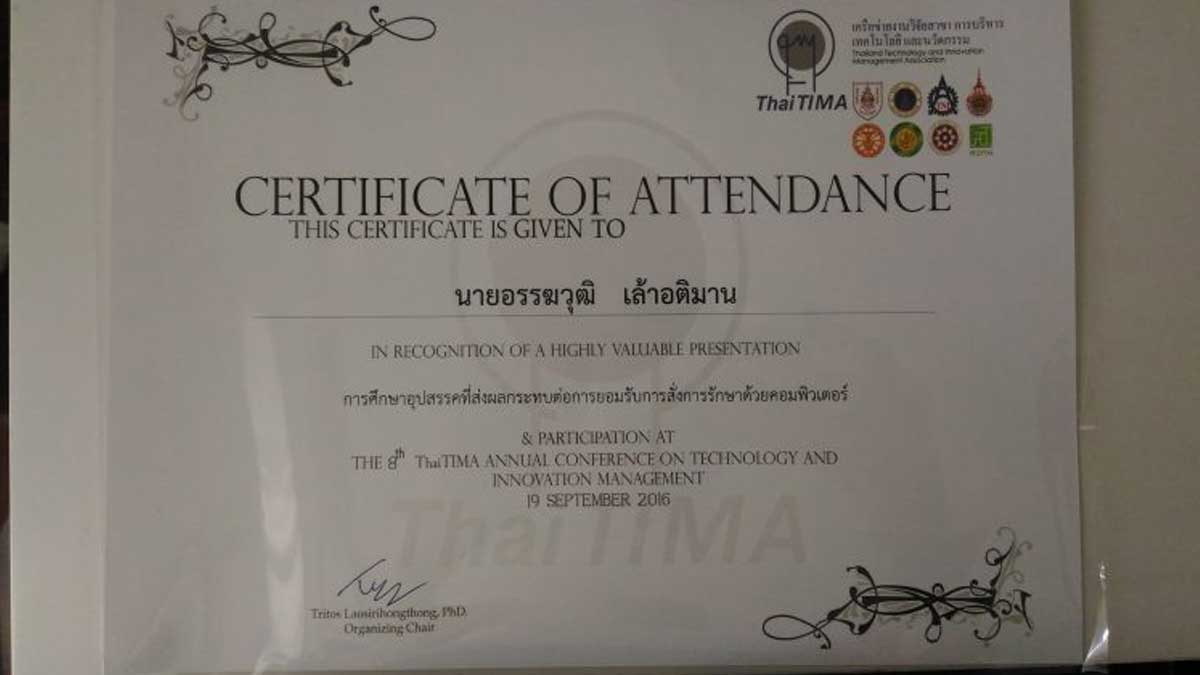 เครือข่ายงานวิจัยสาขา การบริหาร
เทคโนโลยี และนวัตกรรม
Thailand Technology and Innovation
Management Association
ThaiTIMA
CERTIFICATE OF ATTENDANCE
THIS CERTIFICATE IS GIVEN TO
นายอรรฆวุฒิ เล้าอติมาน
IN RECOGNITION OF A HIGHLY VALUABLE PRESENTATION
การศึกษาอุปสรรคที่ส่งผลกระทบต่อการยอมรับการสั่งการรักษาด้วยคอมพิวเตอร์
& PARTICIPATION AT
THE 8th ThaiTIMA ANNUAL CONFERENCE ON TECHNOLOGY AND
INNOVATION MANAGEMENT
19 SEPTEMBER 2016
ThaiTIMA
Tritos Laosirihongthong, PhD.
Organizing Chair